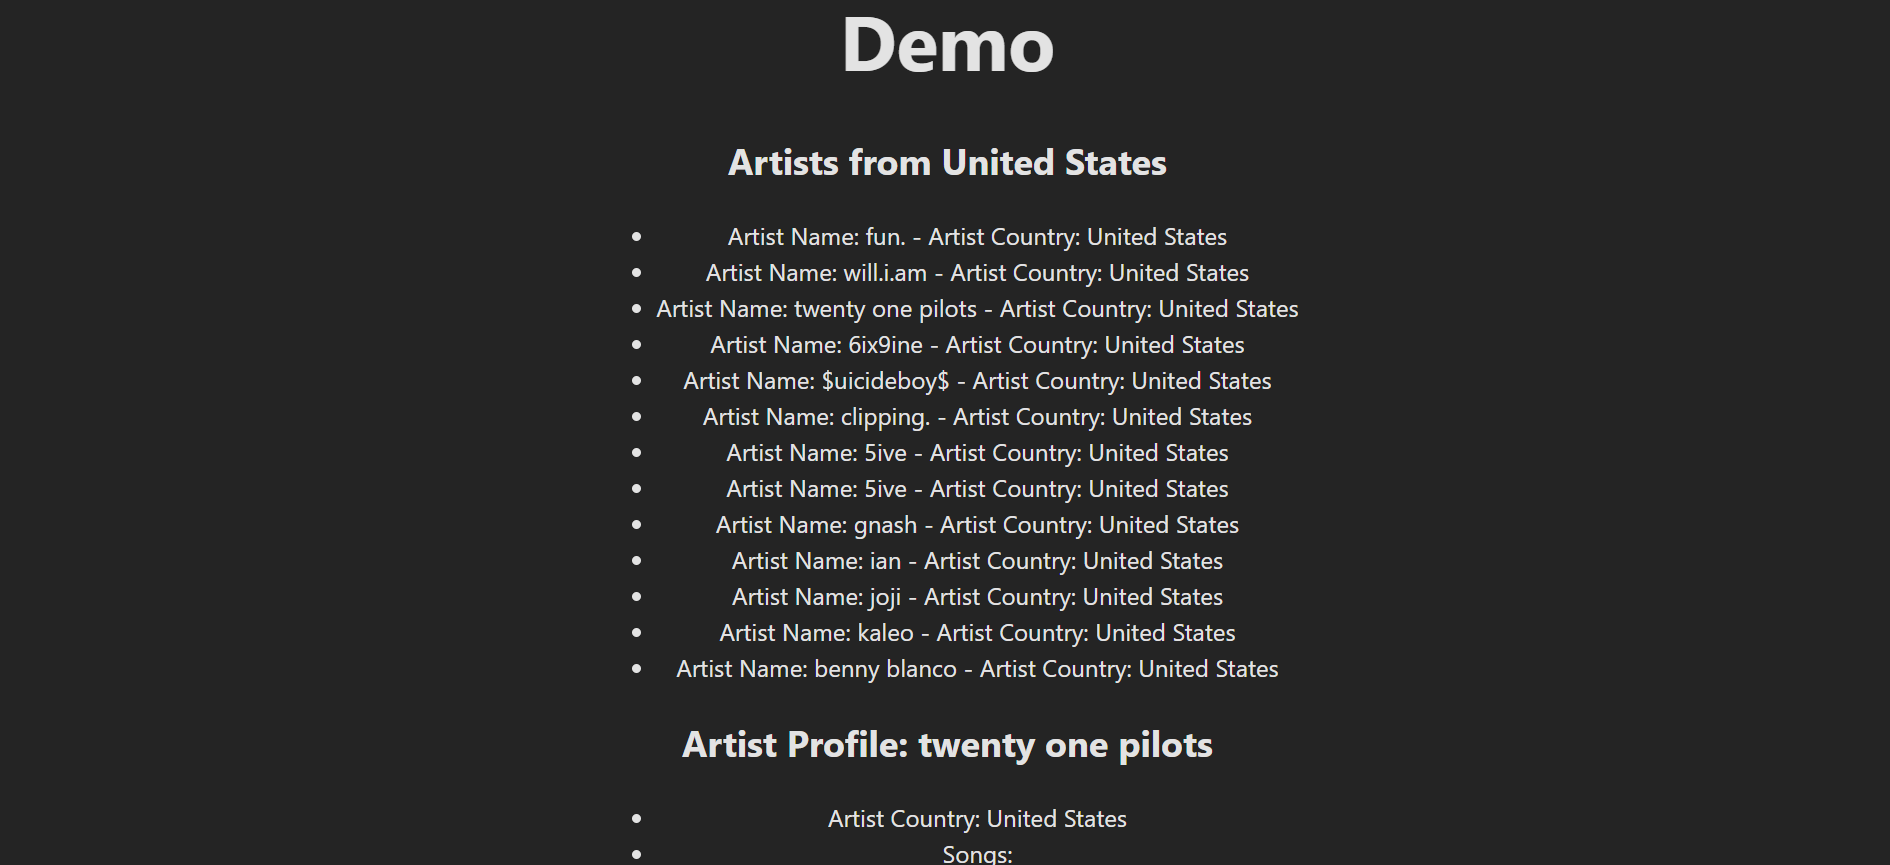 Demo
Artists from United States
Artist Name: fun. - Artist Country: United States
Artist Name: will.i.am - Artist Country: United States
Artist Name: twenty one pilots - Artist Country: United States
Artist Name: 6ix9ine - Artist Country: United States
Artist Name: $uicideboy$ - Artist Country: United States
Artist Name: clipping. - Artist Country: United States
Artist Name: 5ive - Artist Country: United States
Artist Name: 5ive - Artist Country: United States
Artist Name: gnash - Artist Country: United States
Artist Name: ian - Artist Country: United States
Artist Name: joji - Artist Country: United States
Artist Name: kaleo - Artist Country: United States
Artist Name: benny blanco - Artist Country: United States
Artist Profile: twenty one pilots
Artist Country: United States
Songs: